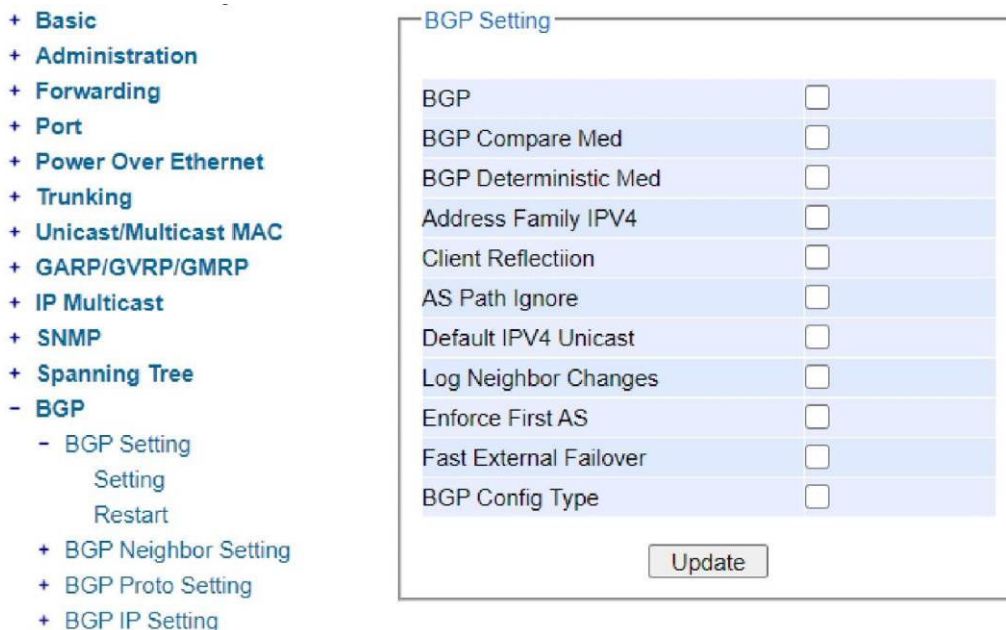 + Basic
+ Administration
+ Forwarding
+ Port
+ Power Over Ethernet
+ Trunking
+ Unicast/Multicast MAC
+ GARP/GVRP/GMRP
+ IP Multicast
+ SNMP
+ Spanning Tree
- BGP
- BGP Setting
Setting
Restart
+ BGP Neighbor Setting
+ BGP Proto Setting
+ BGP IP Setting
BGP Setting
BGP
BGP Compare Med
BGP Deterministic Med
Address Family IPV4
Client Reflectiion
AS Path Ignore
Default IPV4 Unicast
Log Neighbor Changes
Enforce First AS
Fast External Failover
BGP Config Type
Update